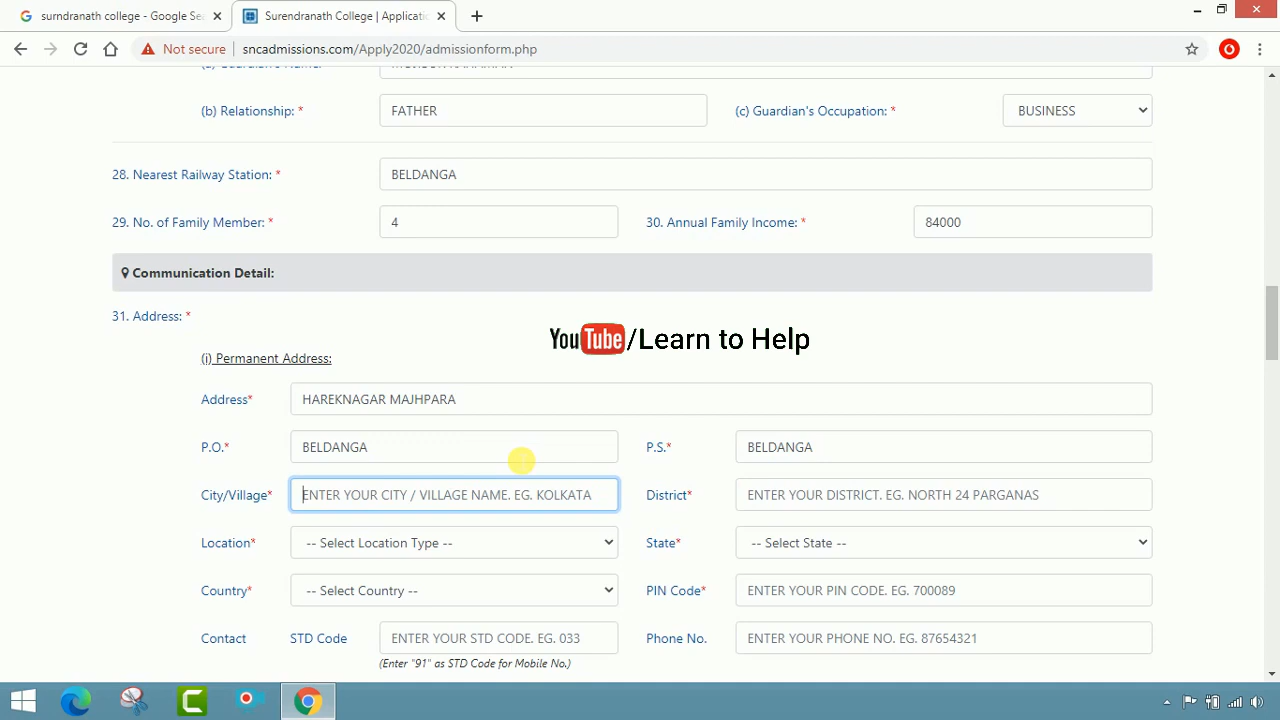 surndranath college - Google Sea
Surendranath College | Applicatio
Not secure
sncadmissions.com/Apply2020/admissionform.php
(b) Relationship: *
FATHER
(c) Guardian's Occupation: *
BUSINESS
28. Nearest Railway Station: *
BELDANGA
29. No. of Family Member: *
4
30. Annual Family Income: *
84000
Communication Detail:
31. Address: *
YouTube/Learn to Help
(i) Permanent Address:
Address*
HAREKNAGAR MAJHPARA
P.O.*
BELDANGA
P.S.*
BELDANGA
City/Village*
ENTER YOUR CITY / VILLAGE NAME. EG. KOLKATA
District*
ENTER YOUR DISTRICT. EG. NORTH 24 PARGANAS
Location*
-- Select Location Type --
State*
-- Select State --
Country*
-- Select Country --
PIN Code*
ENTER YOUR PIN CODE. EG. 700089
Contact
STD Code
ENTER YOUR STD CODE. EG. 033
Phone No.
ENTER YOUR PHONE NO. EG. 87654321
(Enter "91" as STD Code for Mobile No.)